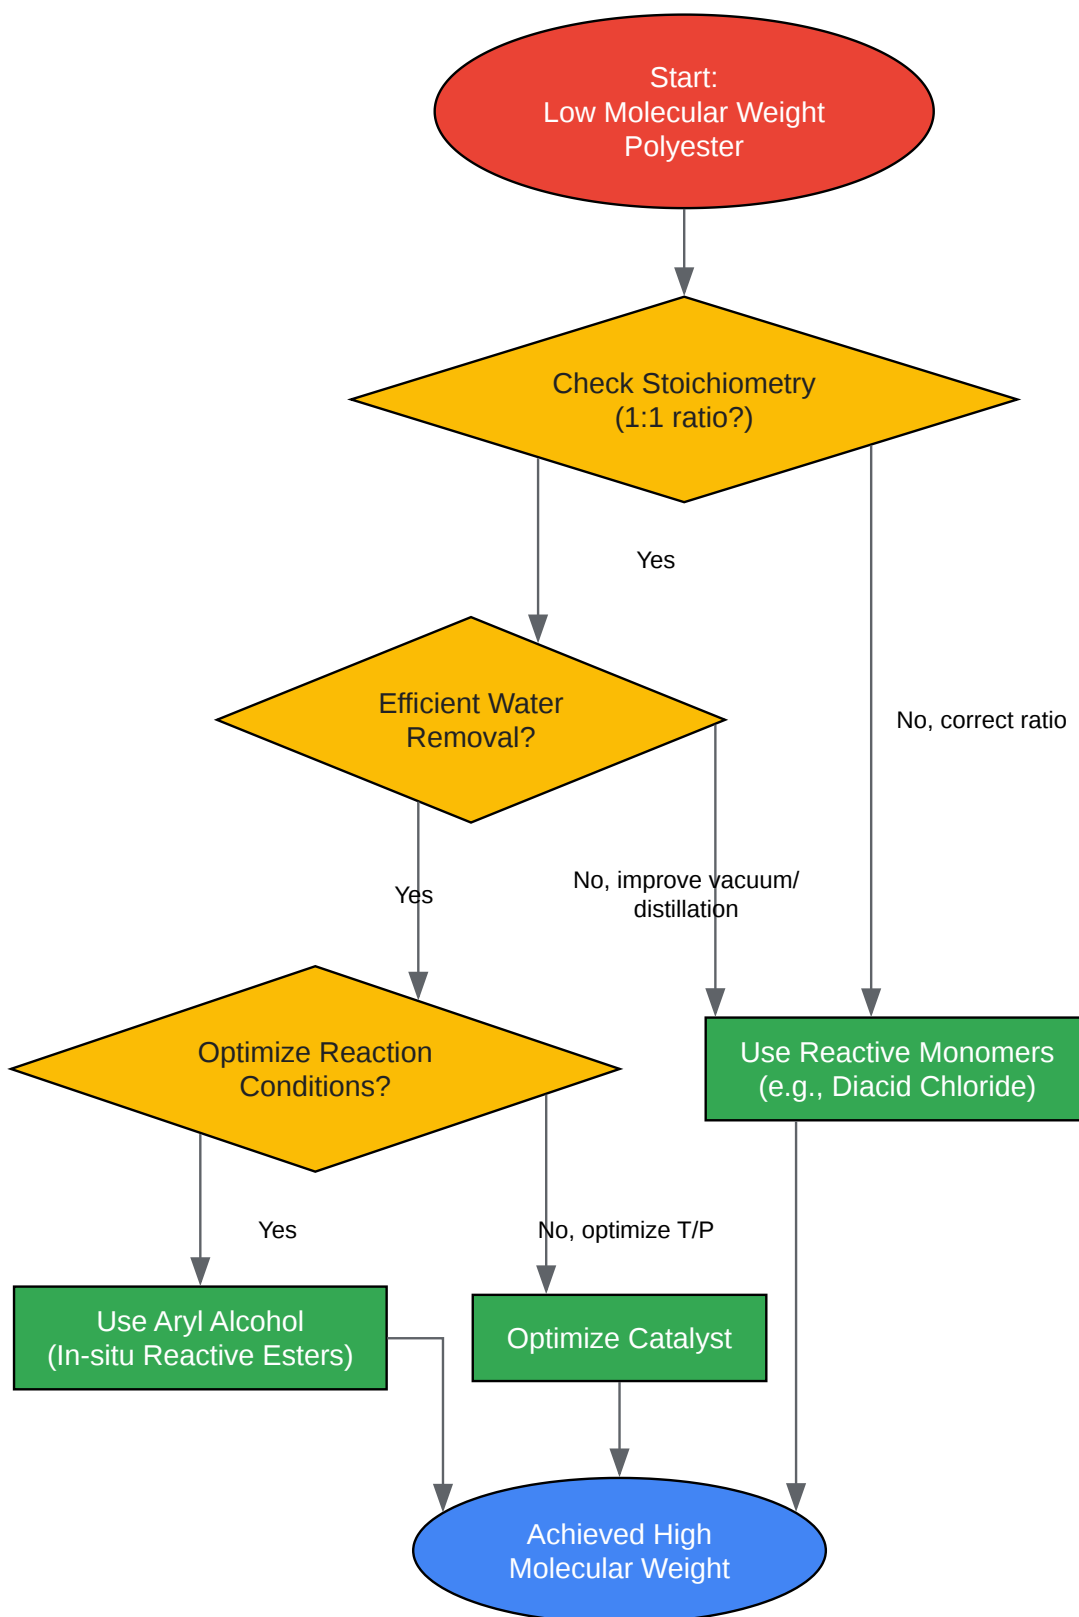 Start:
Low Molecular Weight
Polyester
Check Stoichiometry
(1:1 ratio?)
Yes
Efficient Water
Removal?
No, correct ratio
Yes
No, improve vacuum/
distillation
Optimize Reaction
Conditions?
Use Reactive Monomers
(e.g., Diacid Chloride)
Yes
No, optimize T/P
Use Aryl Alcohol
(In-situ Reactive Esters)
Optimize Catalyst
Achieved High
Molecular Weight